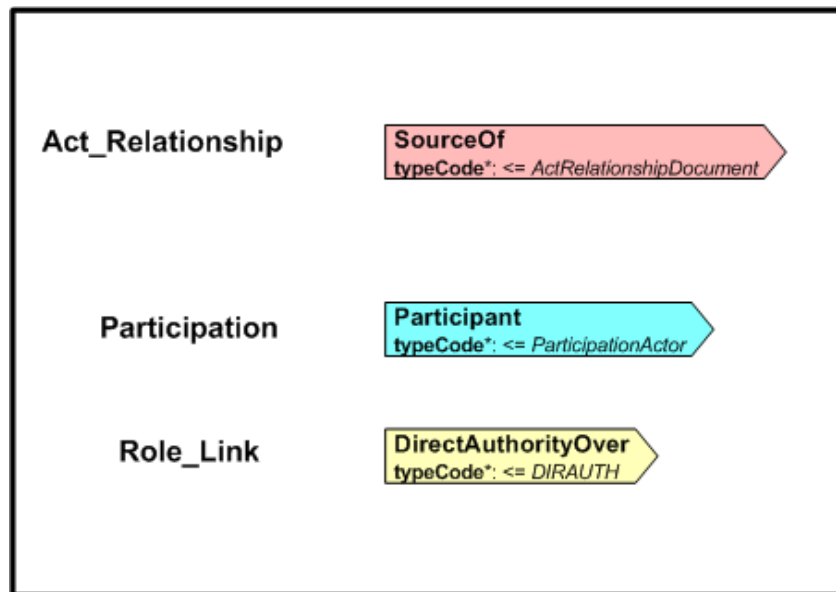 Act_Relationship
SourceOf
typeCode*: <= ActRelationshipDocument
Participation
Participant
typeCode*: <= ParticipationActor
Role_Link
DirectAuthorityOver
typeCode*: <= DIRAUTH